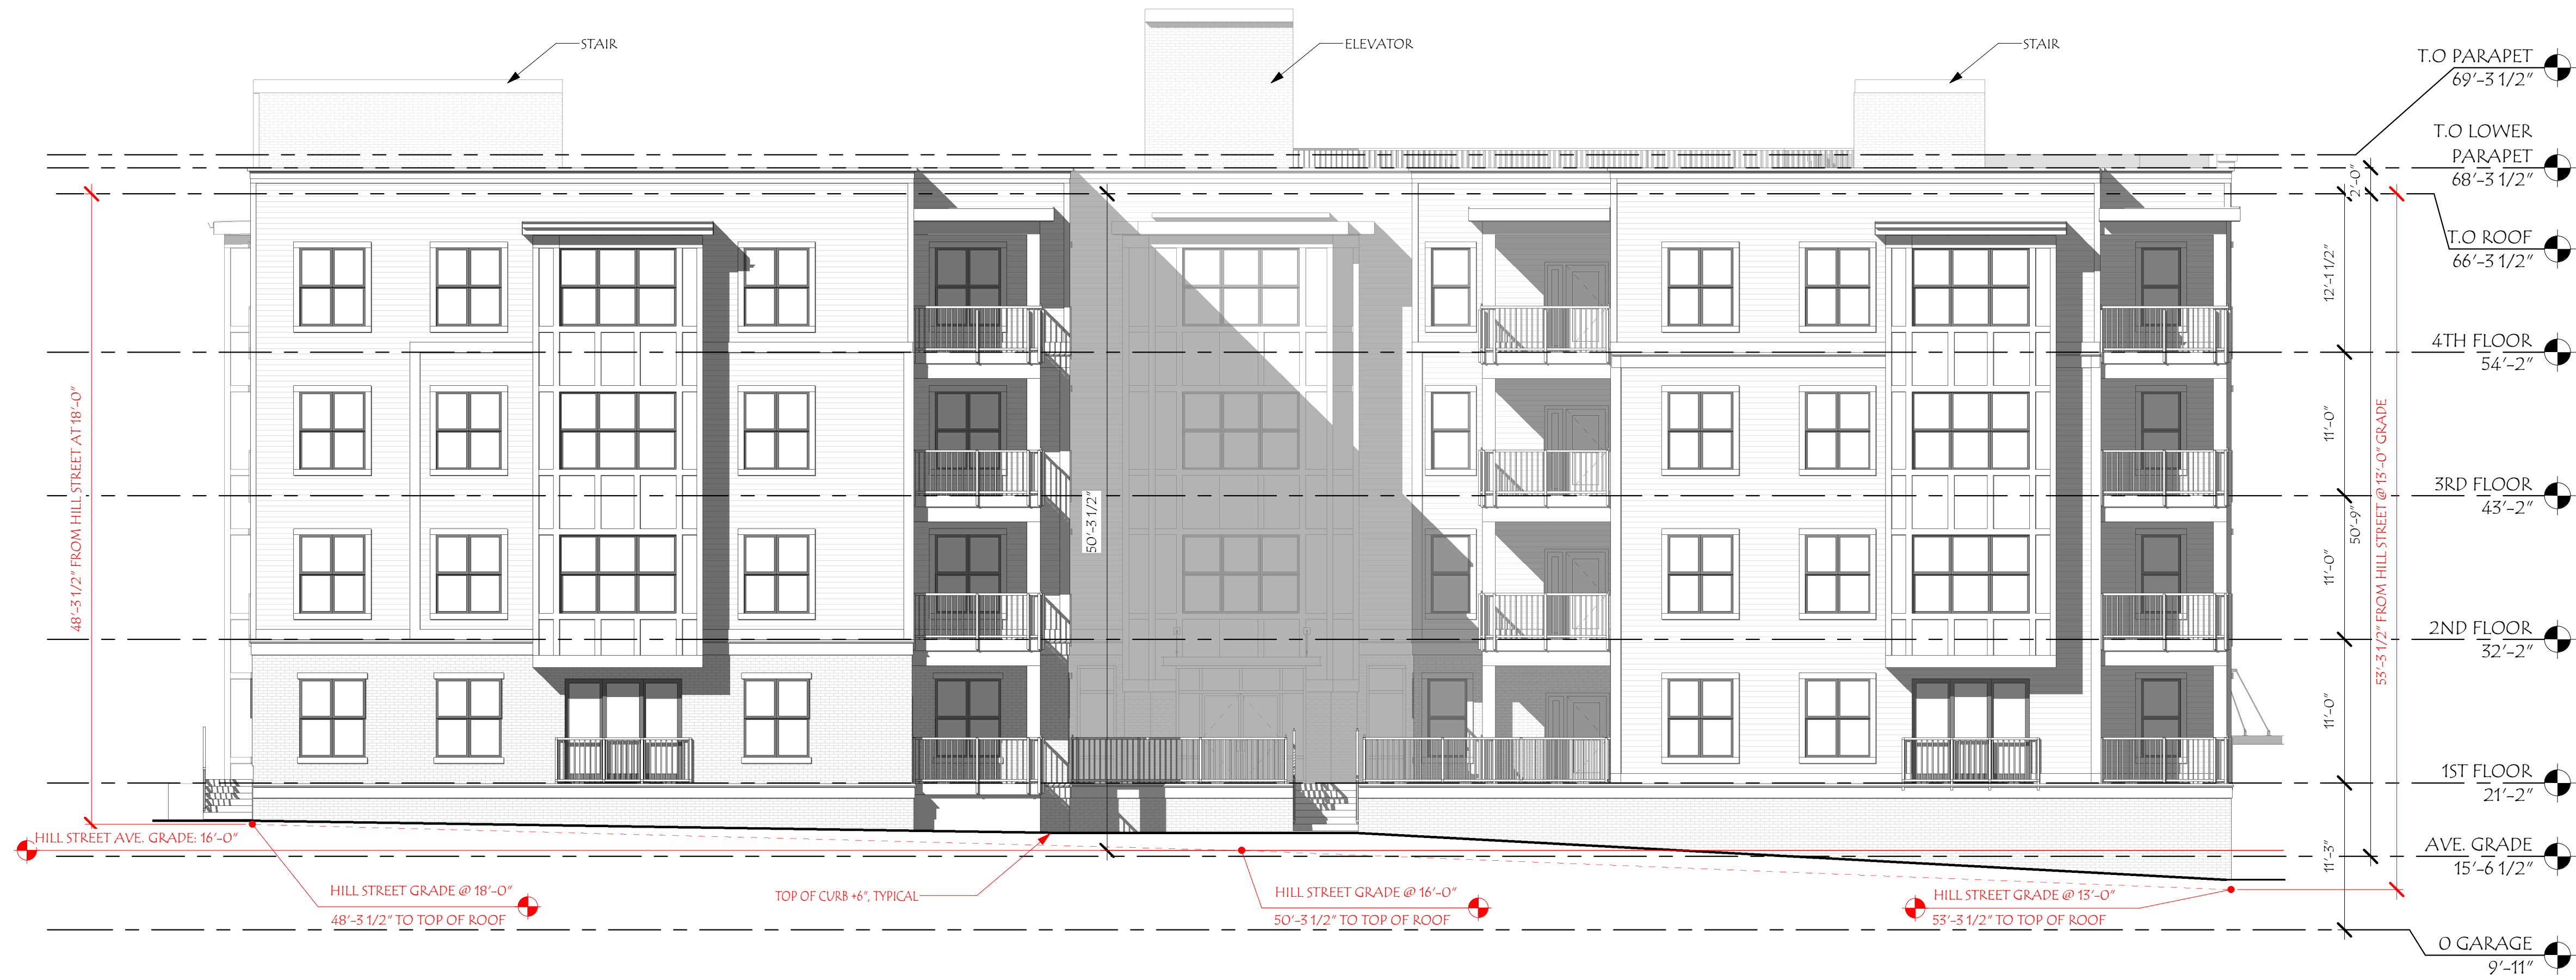 STAIR
ELEVATOR
STAIR
T.O PARAPET
69'-3 1/2"
T.O LOWER
PARAPET
68'-3 1/2"
2'-0"
T.O ROOF
66'-3 1/2"
12'-1 1/2"
4TH FLOOR
54'-2"
11'-0"
3RD FLOOR
43'-2"
50'-9"
11'-0"
2ND FLOOR
32'-2"
11'-0"
1ST FLOOR
21'-2"
11'-3"
AVE. GRADE
15'-6 1/2"
0 GARAGE
9'-11"
48'-3 1/2" FROM HILL STREET AT 18'-0"
50'-3 1/2"
53'-3 1/2" FROM HILL STREET @ 13'-0" GRADE
HILL STREET AVE. GRADE: 16'-0"
HILL STREET GRADE @ 18'-0"
48'-3 1/2" TO TOP OF ROOF
TOP OF CURB +6", TYPICAL
HILL STREET GRADE @ 16'-0"
50'-3 1/2" TO TOP OF ROOF
HILL STREET GRADE @ 13'-0"
53'-3 1/2" TO TOP OF ROOF